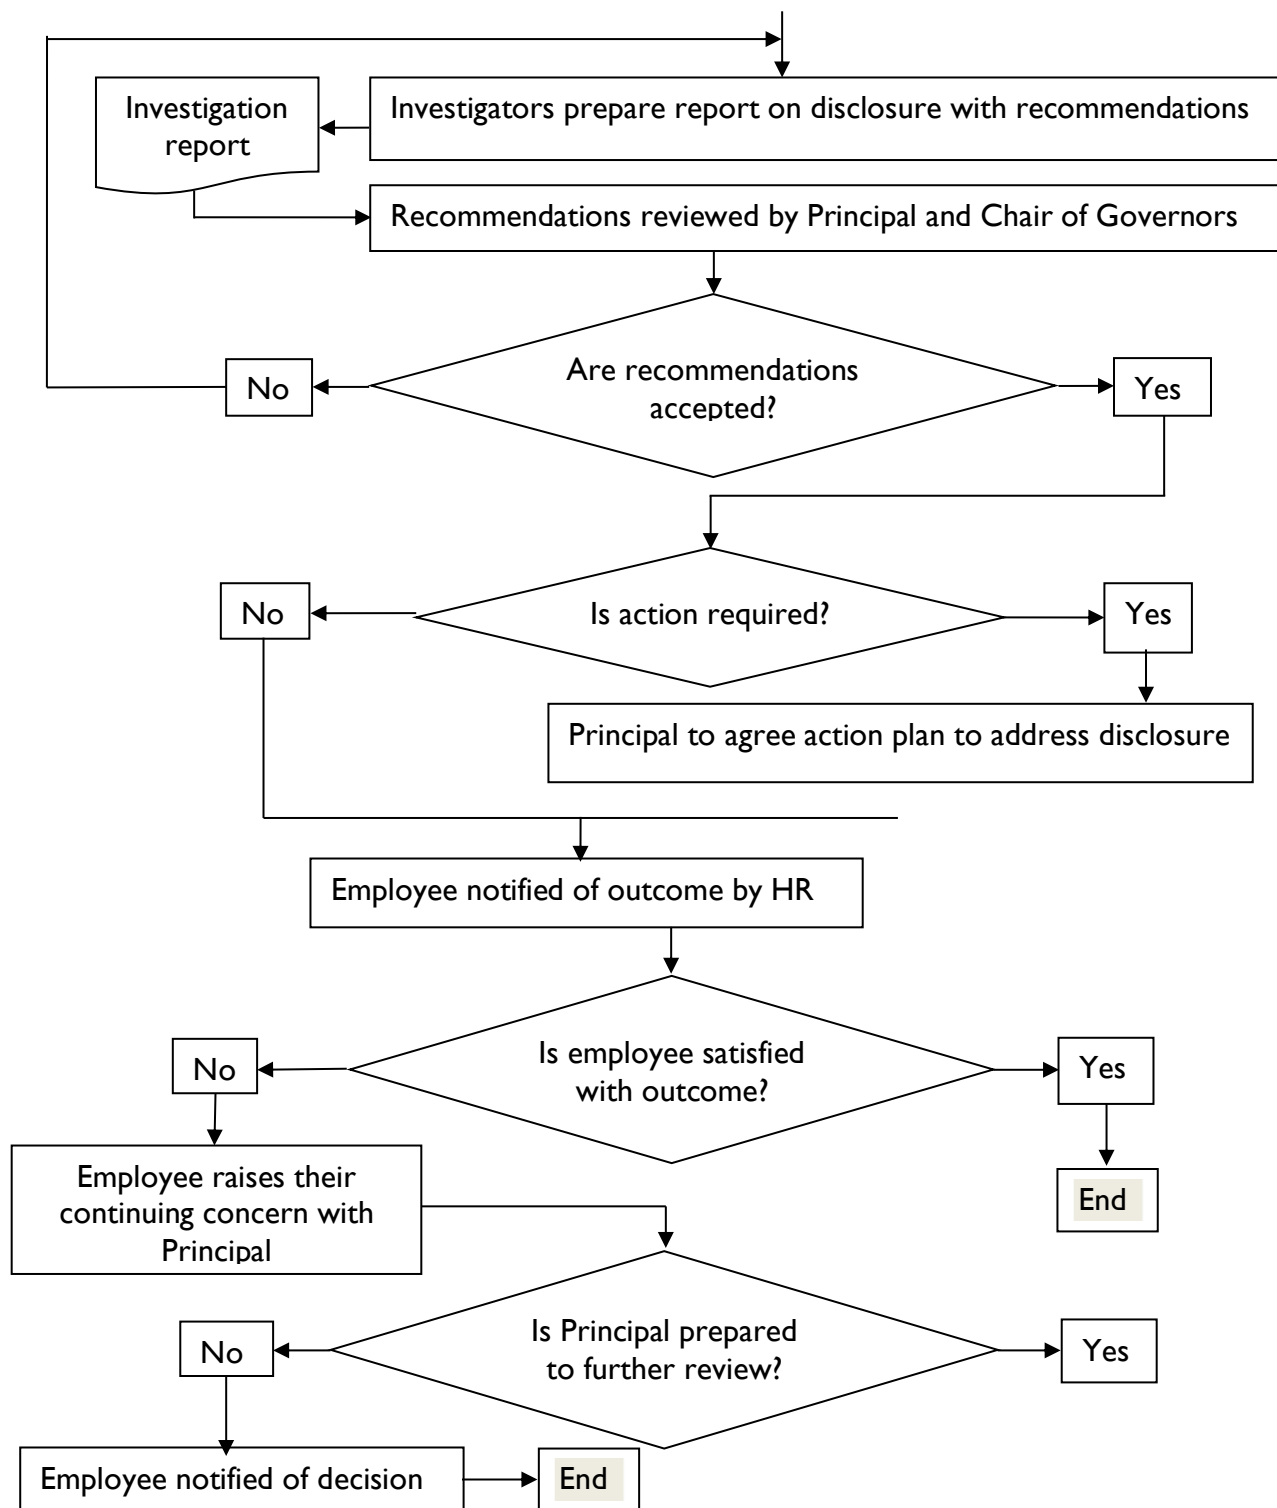 Investigation
report
Investigators prepare report on disclosure with recommendations
Recommendations reviewed by Principal and Chair of Governors
Are recommendations
accepted?
No
Yes
Is action required?
No
Yes
Principal to agree action plan to address disclosure
Employee notified of outcome by HR
Is employee satisfied
with outcome?
No
Yes
Employee raises their
continuing concern with
Principal
End
Is Principal prepared
to further review?
No
Yes
Employee notified of decision
End